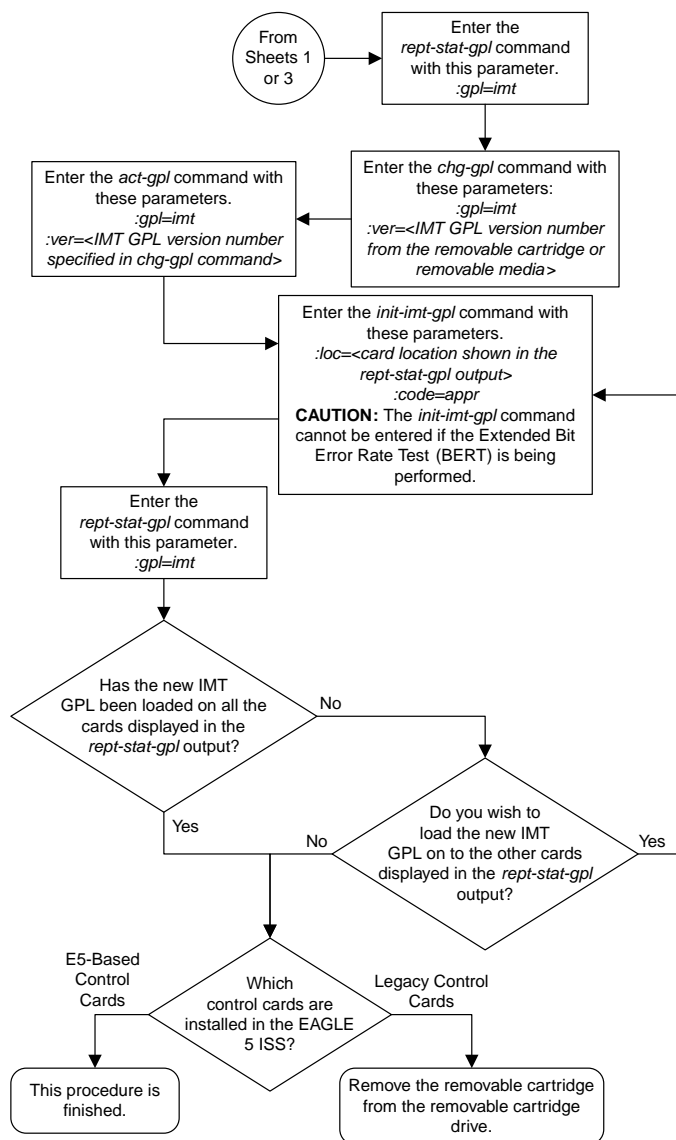 From
Sheets 1
or 3
Enter the
rept-stat-gpl command
with this parameter.
:gpl=imt
Enter the chg-gpl command with
these parameters:
:gpl=imt
:ver=<IMT GPL version number
from the removable cartridge or
removable media>
Enter the act-gpl command with
these parameters.
:gpl=imt
:ver=<IMT GPL version number
specified in chg-gpl command>
Enter the init-imt-gpl command with
these parameters.
:loc=<card location shown in the
rept-stat-gpl output>
:code=appr
CAUTION: The init-imt-gpl command
cannot be entered if the Extended Bit
Error Rate Test (BERT) is being
performed.
Enter the
rept-stat-gpl command
with this parameter.
:gpl=imt
Has the new IMT
GPL been loaded on all the
cards displayed in the
rept-stat-gpl output?
No
Yes
Do you wish to
load the new IMT
GPL on to the other cards
displayed in the rept-stat-gpl
output?
No
Yes
Which
control cards are
installed in the EAGLE
5 ISS?
E5-Based
Control
Cards
Legacy Control
Cards
This procedure is
finished.
Remove the removable cartridge
from the removable cartridge
drive.